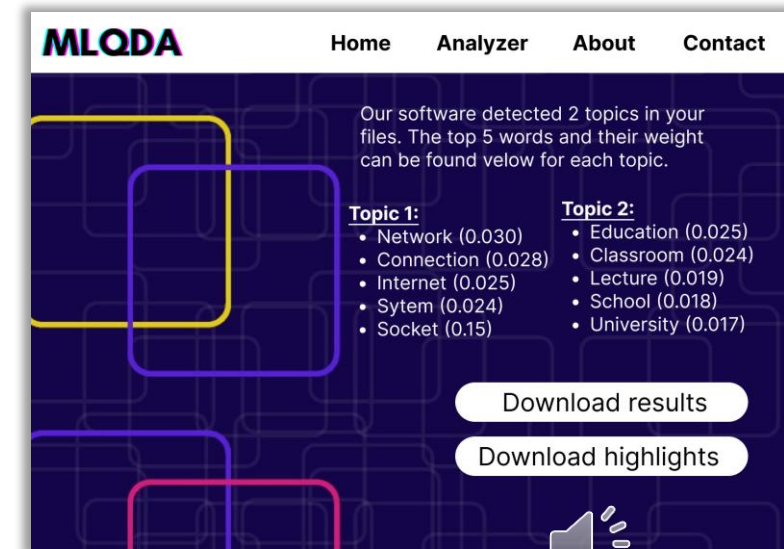 MLQDA
Home Analyzer About Contact
Our software detected 2 topics in your
files. The top 5 words and their weight
can be found velow for each topic.
Topic 1:
• Network (0.030)
• Connection (0.028)
• Internet (0.025)
• Sytem (0.024)
• Socket (0.15)
Topic 2:
• Education (0.025)
• Classroom (0.024)
• Lecture (0.019)
• School (0.018)
• University (0.017)
Download results
Download highlights